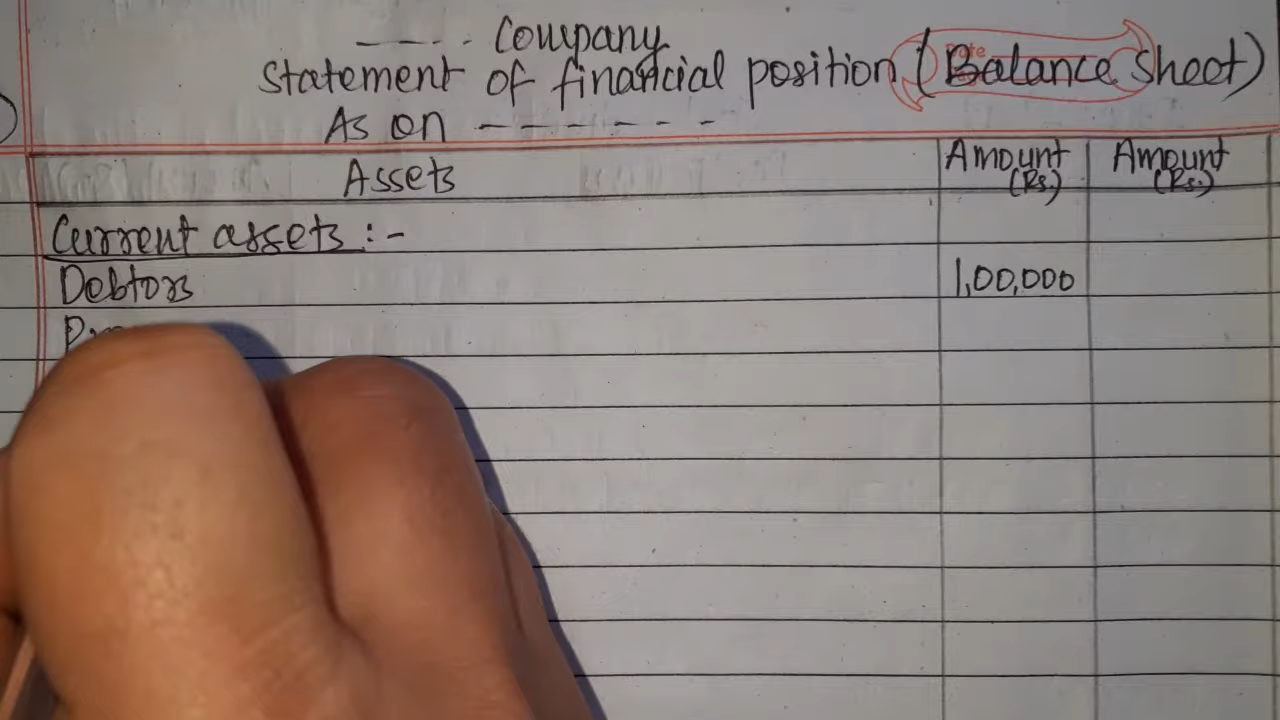 ---- Company
Statement of financial position (Balance Sheet)
As on -------
Assets Amount (Rs.) Amount (Rs.)
Current assets :-
Debtors 1,00,000